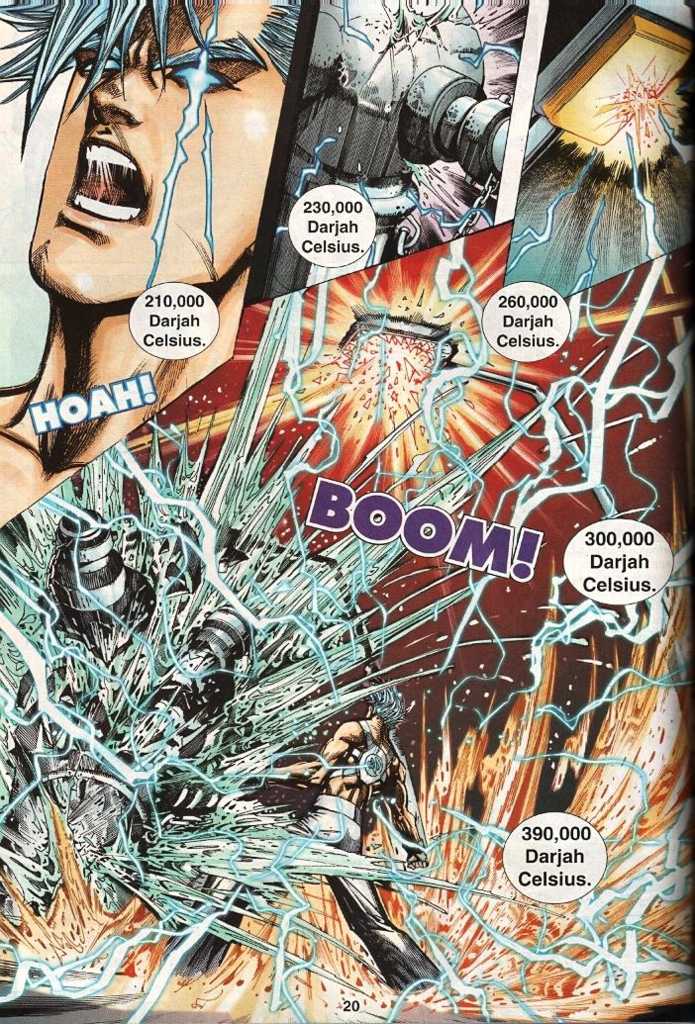 210,000
Darjah
Celsius.
HOAH!
230,000
Darjah
Celsius.
260,000
Darjah
Celsius.
BOOM!
300,000
Darjah
Celsius.
390,000
Darjah
Celsius.
20